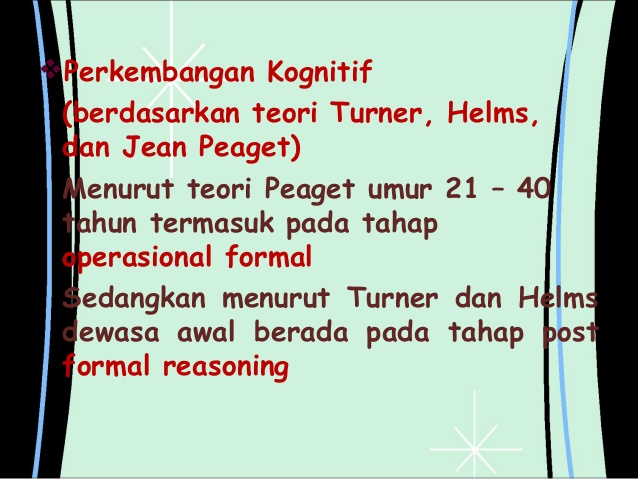 ❖Perkembangan Kognitif
(berdasarkan teori Turner, Helms,
dan Jean Peaget)
Menurut teori Peaget umur 21 – 40
tahun termasuk pada tahap
operasional formal
Sedangkan menurut Turner dan Helms
dewasa awal berada pada tahap post
formal reasoning